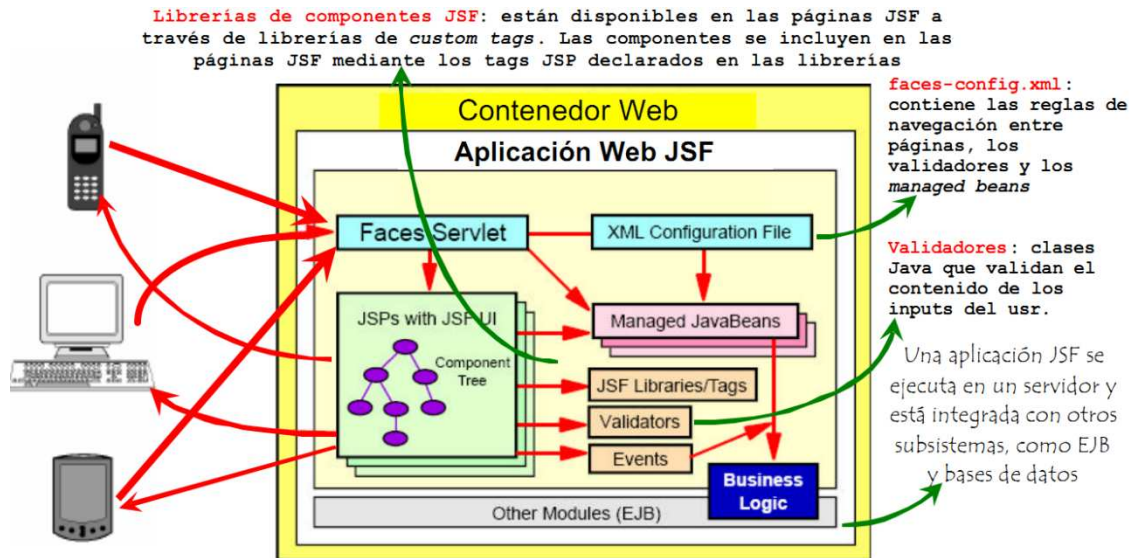 Librerías de componentes JSF: están disponibles en las páginas JSF a
través de librerías de custom tags. Las componentes se incluyen en las
páginas JSF mediante los tags JSP declarados en las librerías
faces-config.xml:
contiene las reglas de
navegación entre
páginas, los
validadores y los
managed beans
Contenedor Web
Aplicación Web JSF
Faces Servlet
XML Configuration File
Validadores: clases
Java que validan el
contenido de los
inputs del usr.
JSPs with JSF UI
Component
Tree
Managed JavaBeans
JSF Libraries/Tags
Validators
Events
Business
Logic
Other Modules (EJB)
Una aplicación JSF se
ejecuta en un servidor y
está integrada con otros
subsistemas, como EJB
y bases de datos